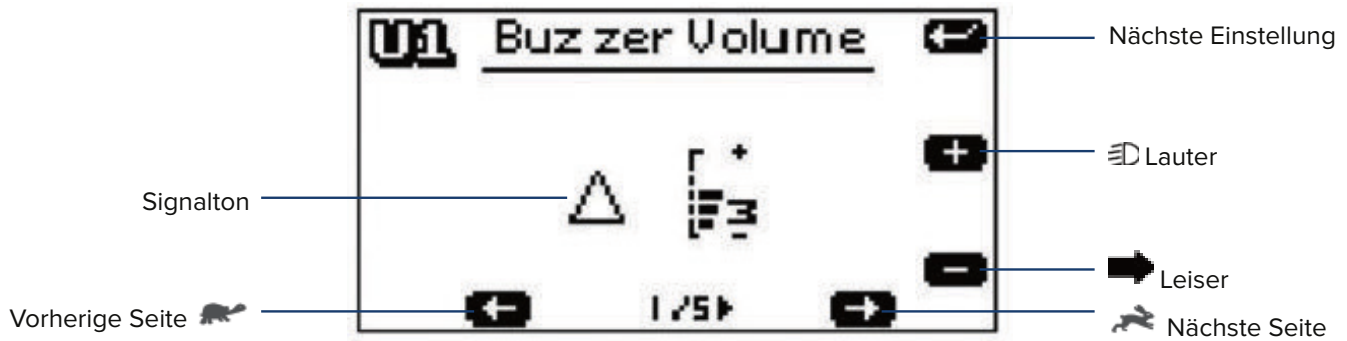 U1 Buzzer Volume
Nächste Einstellung
+
+ Lauter
Signalton
3
-
- Leiser
Vorherige Seite
1/5
Nächste Seite